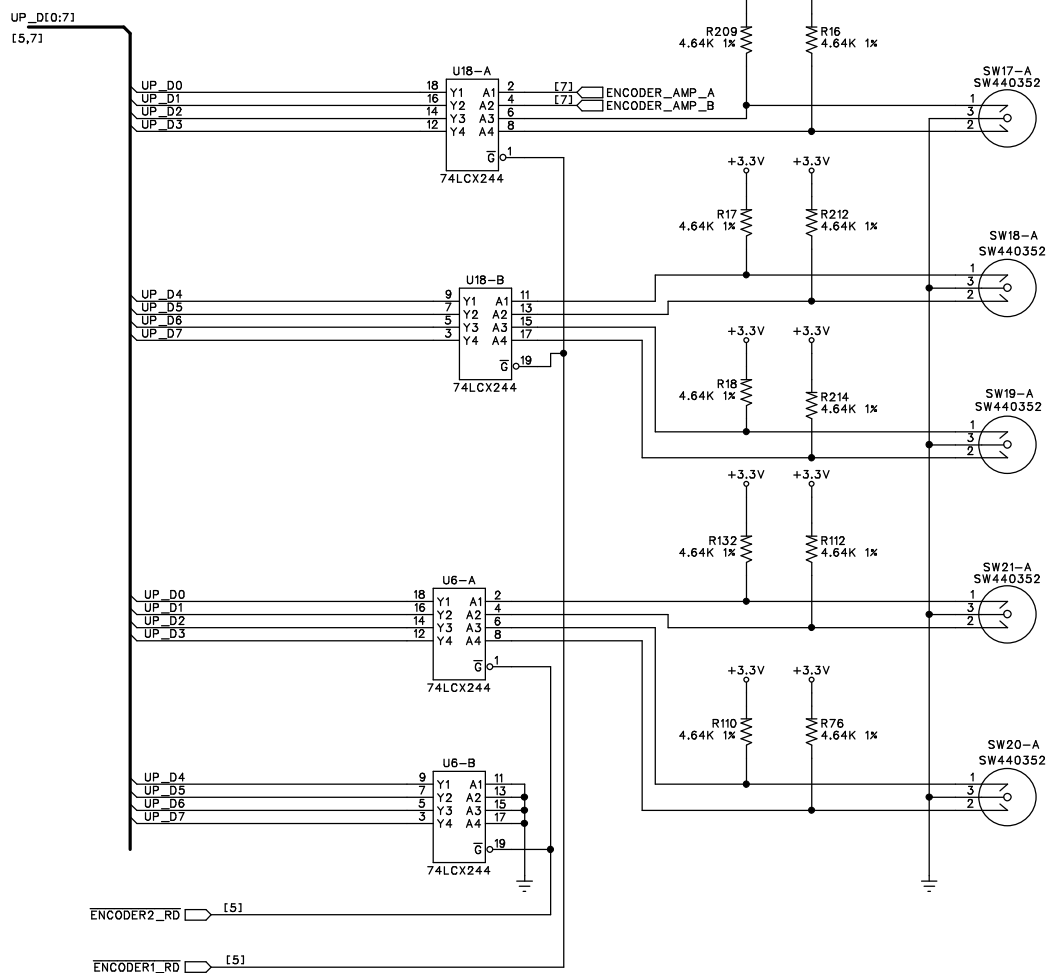 UP_D[0:7]
[5,7]
R209
4.64K 1%
R16
4.64K 1%
U18-A
UP_D0 18 Y1 A1 2 [7] ENCODER_AMP_A
UP_D1 16 Y2 A2 4 [7] ENCODER_AMP_B
UP_D2 14 Y3 A3 6
UP_D3 12 Y4 A4 8
G 1
74LCX244
SW17-A
SW440352
1
3
2
+3.3V +3.3V
R17
4.64K 1%
R212
4.64K 1%
SW18-A
SW440352
1
3
2
U18-B
UP_D4 9 Y1 A1 11
UP_D5 7 Y2 A2 13
UP_D6 5 Y3 A3 15
UP_D7 3 Y4 A4 17
G 19
74LCX244
+3.3V +3.3V
R18
4.64K 1%
R214
4.64K 1%
SW19-A
SW440352
1
3
2
+3.3V +3.3V
R132
4.64K 1%
R112
4.64K 1%
SW21-A
SW440352
1
3
2
U6-A
UP_D0 18 Y1 A1 2
UP_D1 16 Y2 A2 4
UP_D2 14 Y3 A3 6
UP_D3 12 Y4 A4 8
G 1
74LCX244
+3.3V +3.3V
R110
4.64K 1%
R76
4.64K 1%
SW20-A
SW440352
1
3
2
U6-B
UP_D4 9 Y1 A1 11
UP_D5 7 Y2 A2 13
UP_D6 5 Y3 A3 15
UP_D7 3 Y4 A4 17
G 19
74LCX244
ENCODER2_RD [5]
ENCODER1_RD [5]